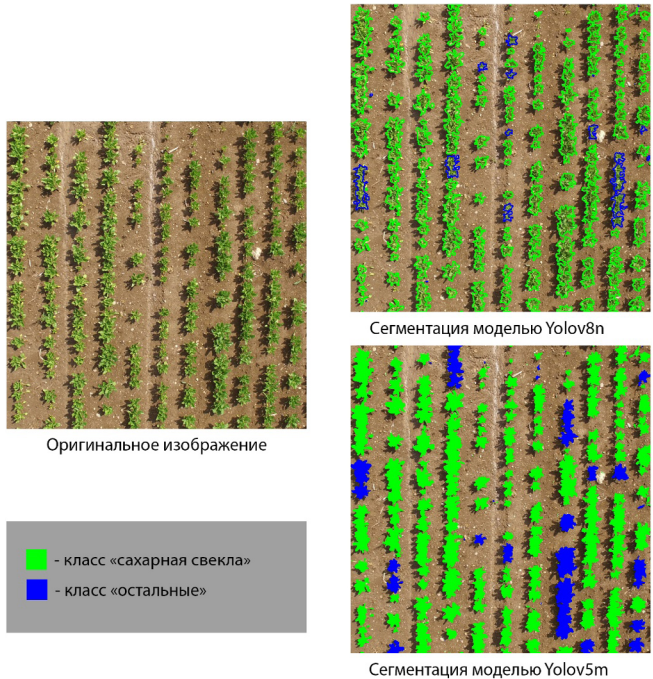 Сегментация моделью Yolov8n
Оригинальное изображение
- класс «сахарная свекла»
- класс «остальные»
Сегментация моделью Yolov5m